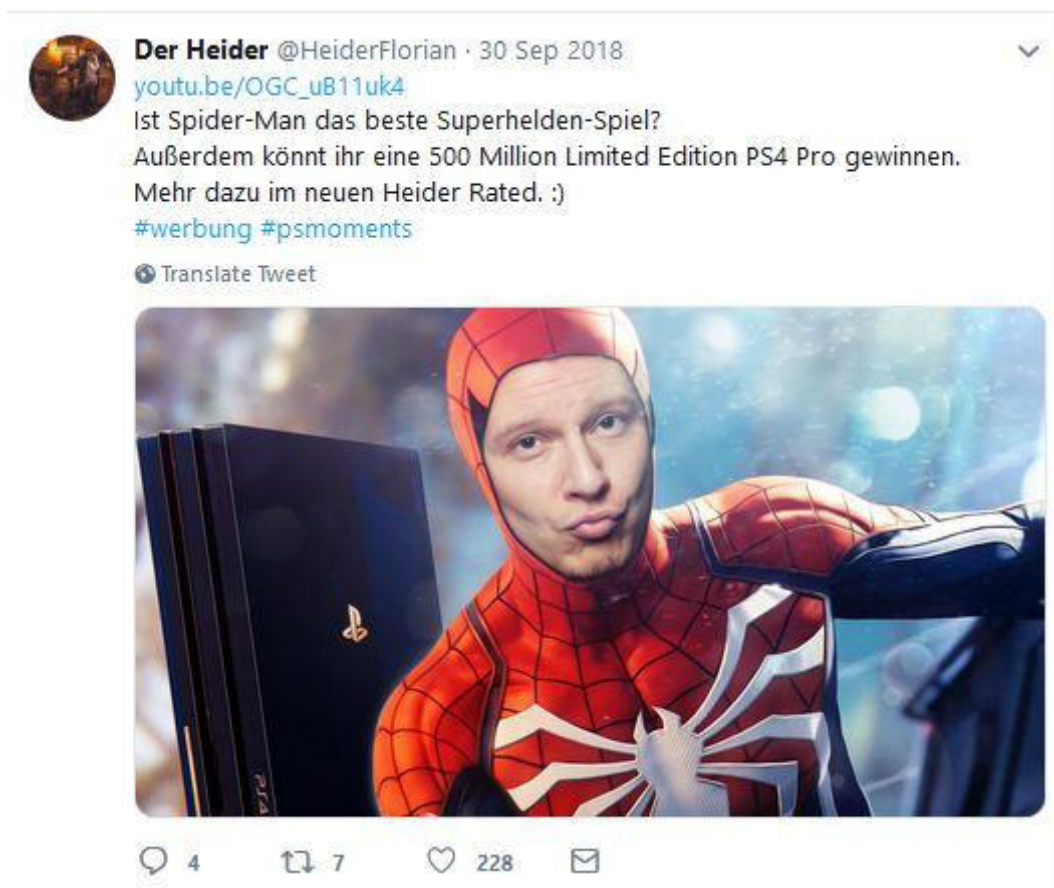 Der Heider @HeiderFlorian · 30 Sep 2018
youtu.be/OGC_uB11uk4
Ist Spider-Man das beste Superhelden-Spiel?
Außerdem könnt ihr eine 500 Million Limited Edition PS4 Pro gewinnen.
Mehr dazu im neuen Heider Rated. :)
#werbung #psmoments
Translate Tweet
PS4
4 7 228